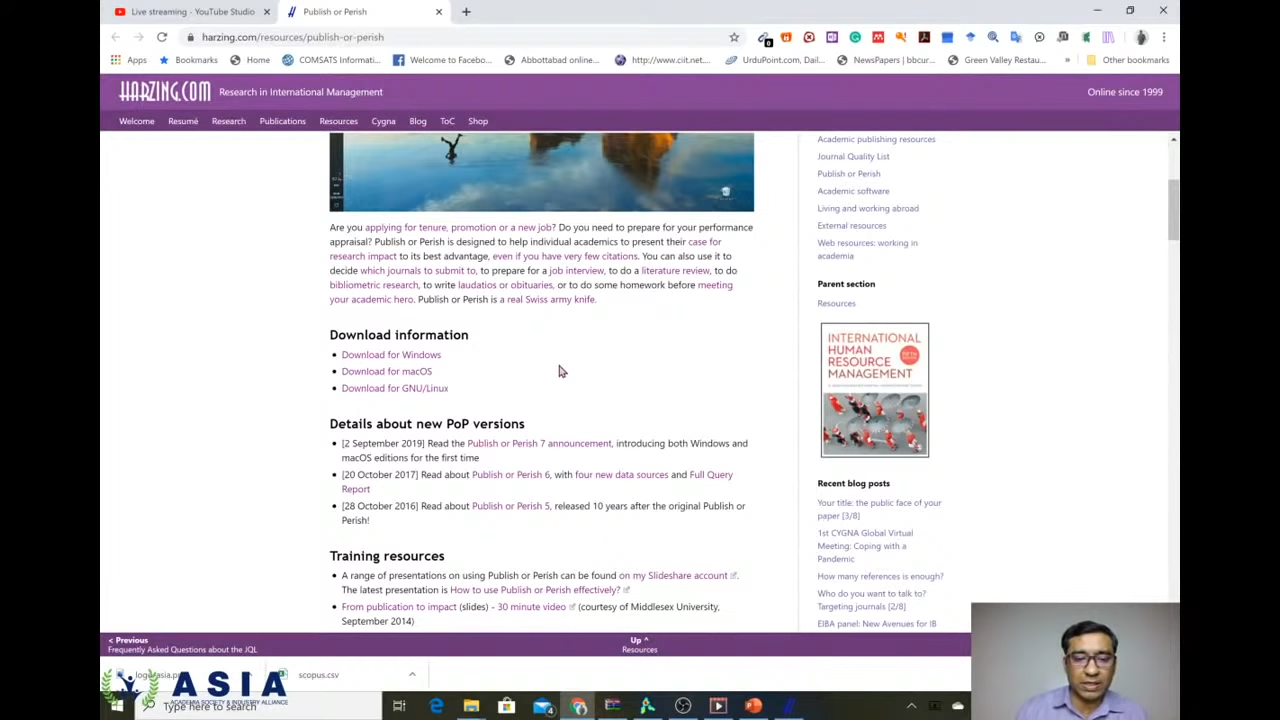 Live streaming - YouTube Studio
Publish or Perish
harzing.com/resources/publish-or-perish
Apps
Bookmarks
Home
COMSATS Informati...
Welcome to Facebo...
Abbottabad online...
http://www.ciit.net....
UrduPoint.com, Dail...
NewsPapers | bbcur...
Green Valley Restau...
»
Other bookmarks
HARZING.COM
Research in International Management
Online since 1999
Welcome Resumé Research Publications Resources Cygna Blog ToC Shop
Are you applying for tenure, promotion or a new job? Do you need to prepare for your performance
appraisal? Publish or Perish is designed to help individual academics to present their case for
research impact to its best advantage, even if you have very few citations. You can also use it to
decide which journals to submit to, to prepare for a job interview, to do a literature review, to do
bibliometric research, to write laudatios or obituaries, or to do some homework before meeting
your academic hero. Publish or Perish is a real Swiss army knife.
Download information
Download for Windows
Download for macOS
Download for GNU/Linux
Details about new PoP versions
[2 September 2019] Read the Publish or Perish 7 announcement, introducing both Windows and
macOS editions for the first time
[20 October 2017] Read about Publish or Perish 6, with four new data sources and Full Query
Report
[28 October 2016] Read about Publish or Perish 5, released 10 years after the original Publish or
Perish!
Training resources
A range of presentations on using Publish or Perish can be found on my Slideshare account.
The latest presentation is How to use Publish or Perish effectively?
From publication to impact (slides) - 30 minute video (courtesy of Middlesex University,
September 2014)
Academic publishing resources
Journal Quality List
Publish or Perish
Academic software
Living and working abroad
External resources
Web resources: working in
academia
Parent section
Resources
INTERNATIONAL
HUMAN
RESOURCE
MANAGEMENT
Recent blog posts
Your title: the public face of your
paper [3/8]
1st CYGNA Global Virtual
Meeting: Coping with a
Pandemic
How many references is enough?
Who do you want to talk to?
Targeting journals [2/8]
EIBA panel: New Avenues for IB
< Previous
Frequently Asked Questions about the JQL
Up ^
Resources
scopus.csv
ASIA
ACADEMIA SOCIETY & INDUSTRY ALLIANCE
Type here to search